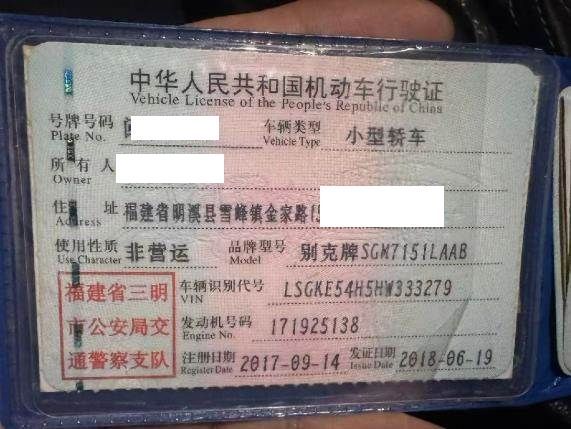 中华人民共和国机动车行驶证
Vehicle License of the People's Republic of China
号牌号码 车辆类型 小型轿车
Plate No. Vehicle Type
所有人
Owner
住 址 福建省明溪县雪峰镇金家路
Address
使用性质 非营运 品牌型号 别克牌SGM7151LAAB
Use Character Model
福建省三明 车辆识别代号 LSGKE54H5HW333279
VIN
市公安局交 发动机号码 171925138
Engine No.
通警察支队 注册日期 2017-09-14 发证日期 2018-06-19
Register Date Issue Date